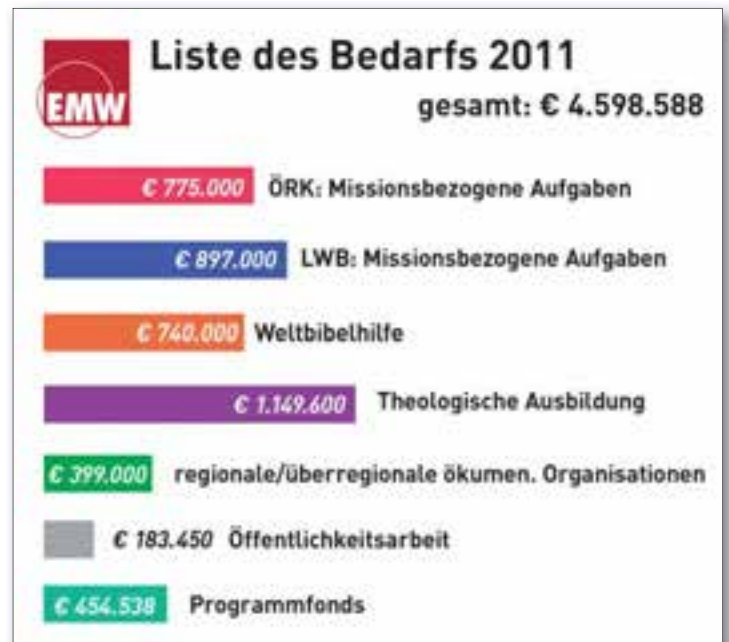 EMW
Liste des Bedarfs 2011
gesamt: € 4.598.588
€ 775.000 ÖRK: Missionsbezogene Aufgaben
€ 897.000 LWB: Missionsbezogene Aufgaben
€ 740.000 Weltbibelhilfe
€ 1.149.600 Theologische Ausbildung
€ 399.000 regionale/überregionale ökumen. Organisationen
€ 183.450 Öffentlichkeitsarbeit
€ 454.538 Programmfonds